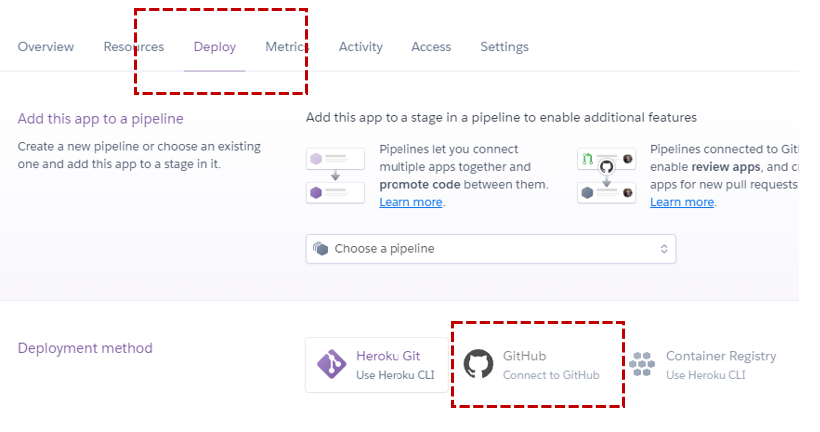 Overview Resources Deploy Metrics Activity Access Settings
Add this app to a pipeline
Create a new pipeline or choose an existing
one and add this app to a stage in it.
Add this app to a stage in a pipeline to enable additional features
Pipelines let you connect
multiple apps together and
promote code between them.
Learn more.
Pipelines connected to
enable review apps, and
apps for new pull requests
Learn more.
Choose a pipeline
Deployment method
Heroku Git
Use Heroku CLI
GitHub
Connect to GitHub
Container Registry
Use Heroku CLI